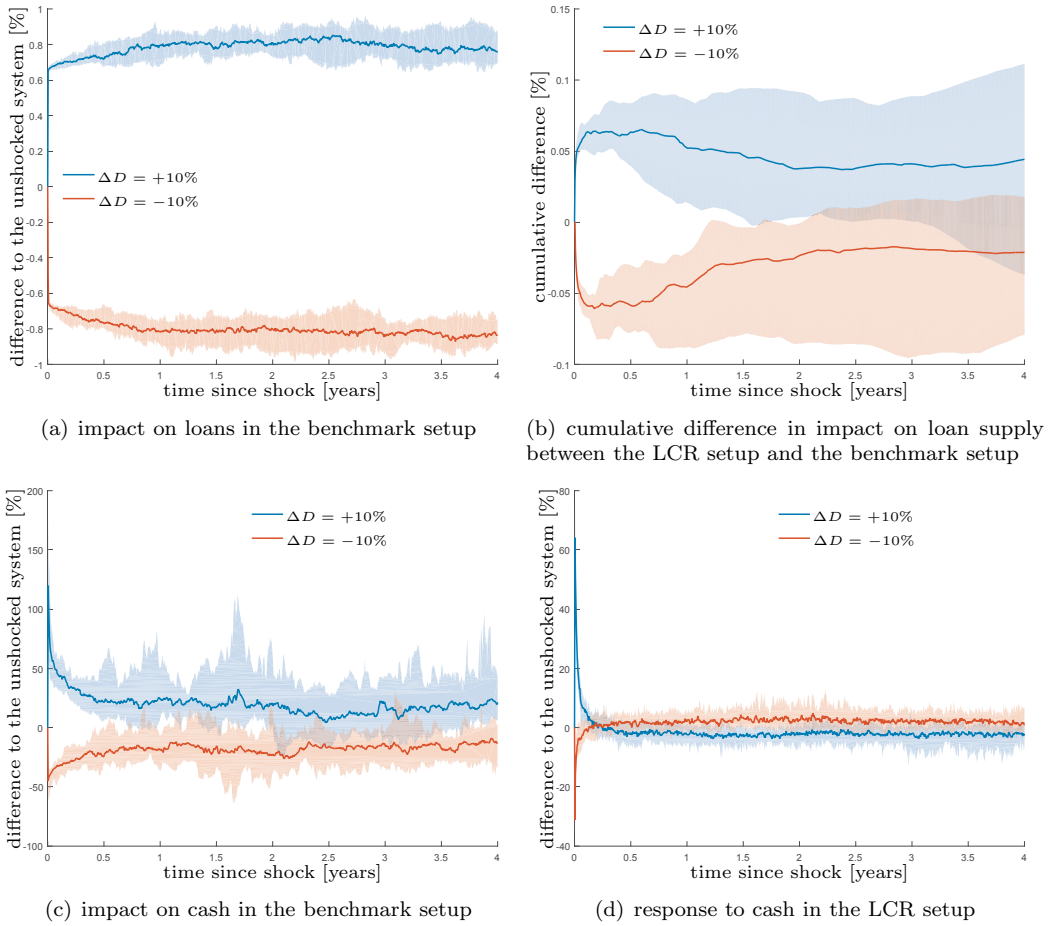 difference to the unshocked system [%]
1
0.8
0.6
0.4
0.2
0
-0.2
-0.4
-0.6
-0.8
-1
ΔD = +10%
ΔD = −10%
0 0.5 1 1.5 2 2.5 3 3.5 4
time since shock [years]
(a) impact on loans in the benchmark setup
cumulative difference [%]
0.15
0.1
0.05
0
-0.05
-0.1
ΔD = +10%
ΔD = −10%
0 0.5 1 1.5 2 2.5 3 3.5 4
time since shock [years]
(b) cumulative difference in impact on loan supply
between the LCR setup and the benchmark setup
difference to the unshocked system [%]
200
150
100
50
0
-50
-100
ΔD = +10%
ΔD = −10%
0 0.5 1 1.5 2 2.5 3 3.5 4
time since shock [years]
(c) impact on cash in the benchmark setup
difference to the unshocked system [%]
80
60
40
20
0
-20
-40
ΔD = +10%
ΔD = −10%
0 0.5 1 1.5 2 2.5 3 3.5 4
time since shock [years]
(d) response to cash in the LCR setup